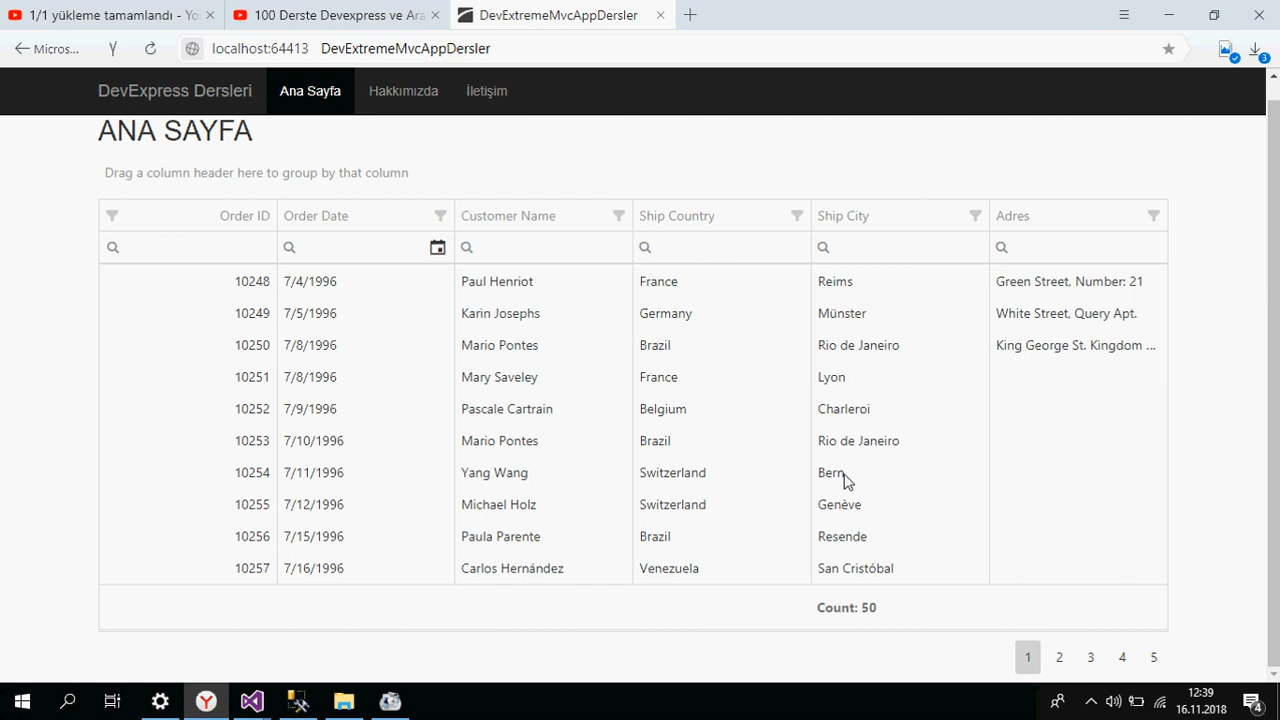 1/1 yükleme tamamlandı - Yo
100 Derste Devexpress ve Ara
DevExtremeMvcAppDersler
Micros...
localhost:64413 DevExtremeMvcAppDersler
3
DevExpress Dersleri Ana Sayfa Hakkımızda İletişim
ANA SAYFA
Drag a column header here to group by that column
Order ID Order Date Customer Name Ship Country Ship City Adres
10248 7/4/1996 Paul Henriot France Reims Green Street, Number: 21
10249 7/5/1996 Karin Josephs Germany Münster White Street, Query Apt.
10250 7/8/1996 Mario Pontes Brazil Rio de Janeiro King George St. Kingdom ...
10251 7/8/1996 Mary Saveley France Lyon
10252 7/9/1996 Pascale Cartrain Belgium Charleroi
10253 7/10/1996 Mario Pontes Brazil Rio de Janeiro
10254 7/11/1996 Yang Wang Switzerland Bern
10255 7/12/1996 Michael Holz Switzerland Genève
10256 7/15/1996 Paula Parente Brazil Resende
10257 7/16/1996 Carlos Hernández Venezuela San Cristóbal
Count: 50
1 2 3 4 5
12:39
16.11.2018
4